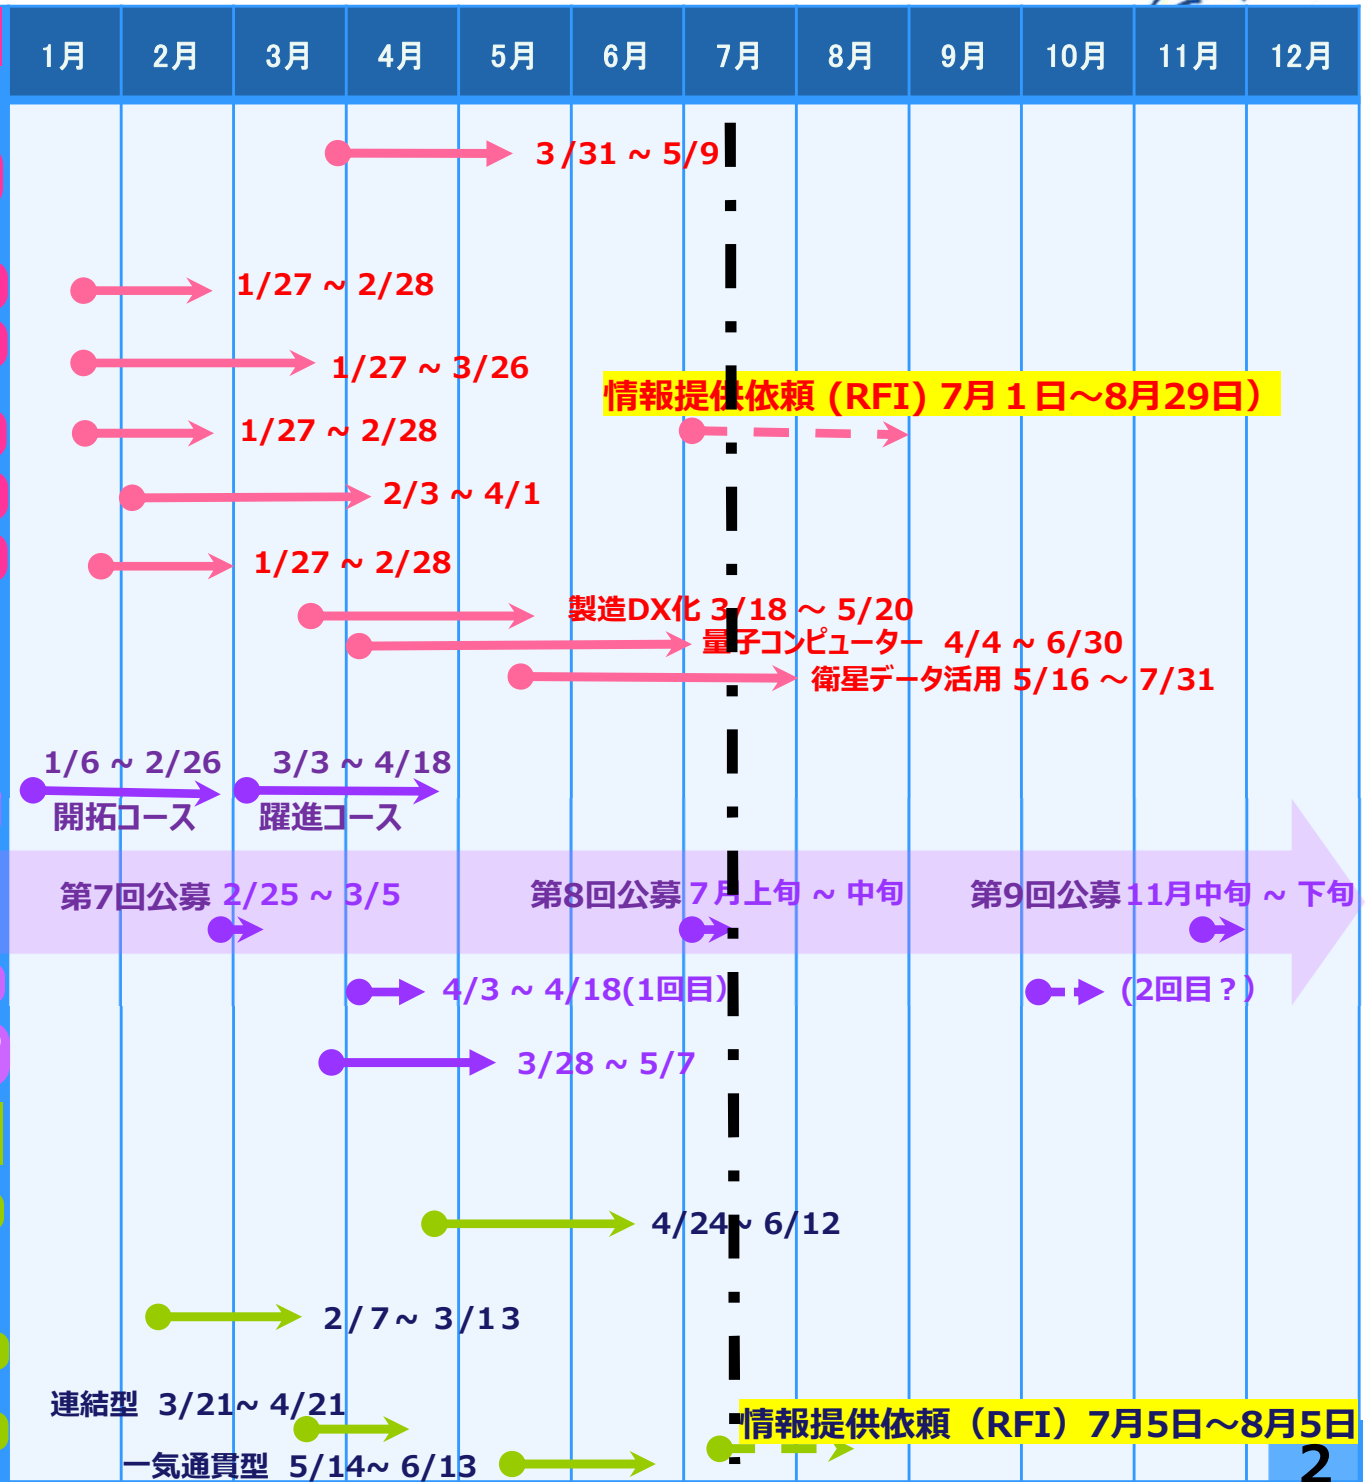 1月 2月 3月 4月 5月 6月 7月 8月 9月 10月 11月 12月
3/31 ~ 5/9
1/27 ~ 2/28
1/27 ~ 3/26
情報提供依頼 (RFI) 7月１日～8月29日）
1/27 ~ 2/28
2/3 ~ 4/1
1/27 ~ 2/28
製造DX化 3/18 ～ 5/20
量子コンピューター 4/4 ~ 6/30
衛星データ活用 5/16 ～ 7/31
1/6 ~ 2/26 3/3 ~ 4/18
開拓コース 躍進コース
第7回公募 2/25 ~ 3/5 第8回公募 ７月上旬 ~ 中旬 第9回公募 11月中旬 ~ 下旬
4/3 ~ 4/18(1回目） (2回目？）
3/28 ~ 5/7
4/24~ 6/12
2/７~ ３/1３
連結型 3/21~ 4/21
情報提供依頼（RFI）7月5日～8月5日
一気通貫型 5/14~ 6/13
2